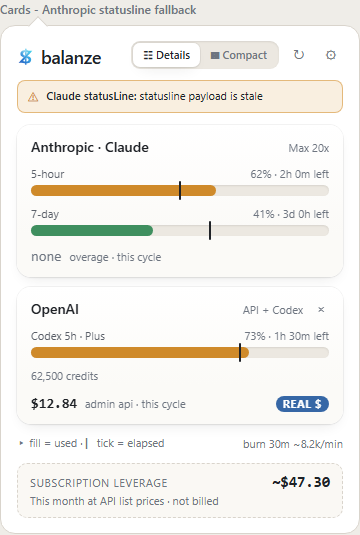 Cards - Anthropic statusline fallback
balanze
Details
Compact
Claude statusLine: statusline payload is stale
Anthropic · Claude
Max 20x
5-hour
62% · 2h 0m left
7-day
41% · 3d 0h left
none overage · this cycle
OpenAI
API + Codex ×
Codex 5h · Plus
73% · 1h 30m left
62,500 credits
$12.84 admin api · this cycle
REAL $
‣ fill = used · | tick = elapsed
burn 30m ~8.2k/min
SUBSCRIPTION LEVERAGE
~$47.30
This month at API list prices · not billed